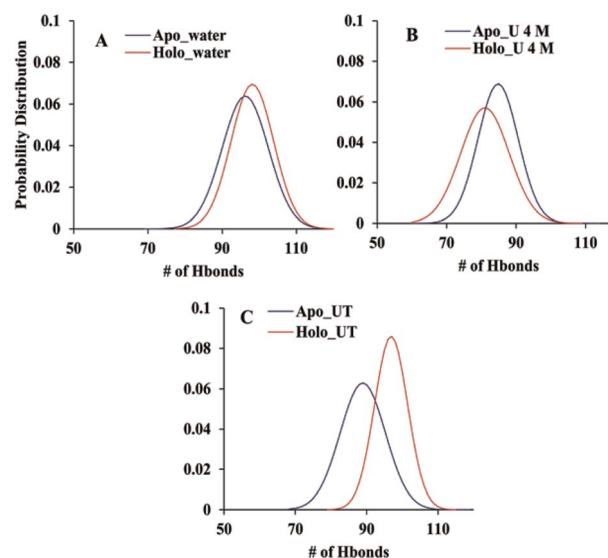 A
Apo_water
Holo_water
Probability Distribution
0.1
0.08
0.06
0.04
0.02
0
50 70 90 110
# of Hbonds
B
Apo_U 4 M
Holo_U 4 M
0.1
0.08
0.06
0.04
0.02
0
50 70 90 110
# of Hbonds
C
Apo_UT
Holo_UT
0.1
0.08
0.06
0.04
0.02
0
50 70 90 110
# of Hbonds